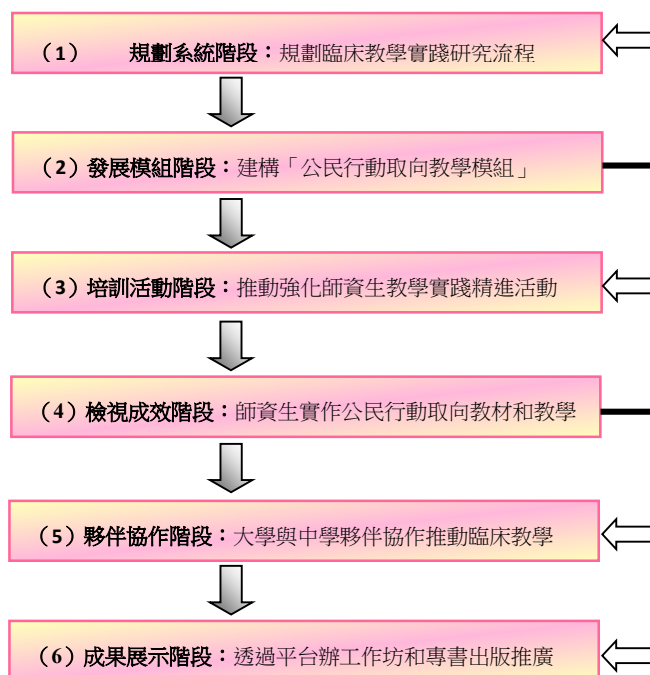 （1） 規劃系統階段：規劃臨床教學實踐研究流程
（2）發展模組階段：建構「公民行動取向教學模組」
（3）培訓活動階段：推動強化師資生教學實踐精進活動
（4）檢視成效階段：師資生實作公民行動取向教材和教學
（5）夥伴協作階段：大學與中學夥伴協作推動臨床教學
（6）成果展示階段：透過平台辦工作坊和專書出版推廣